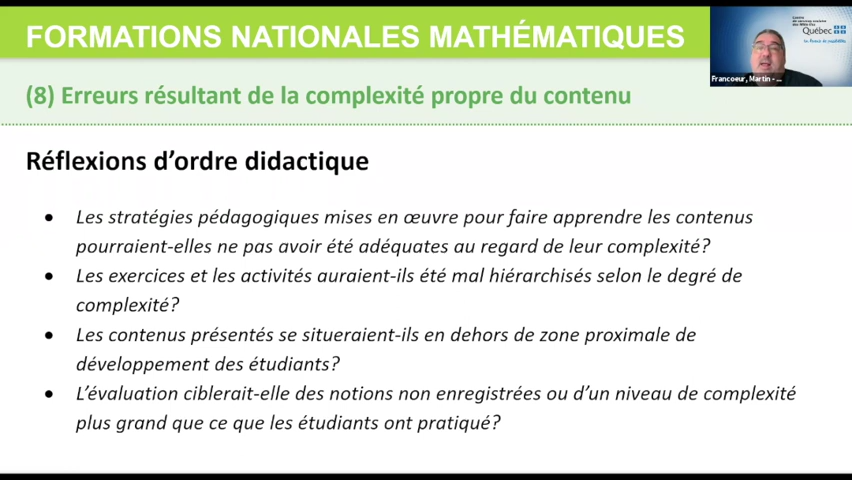 FORMATIONS NATIONALES MATHÉMATIQUES
Québec
Francoeur, Martin - ...
(8) Erreurs résultant de la complexité propre du contenu
Réflexions d’ordre didactique
• Les stratégies pédagogiques mises en œuvre pour faire apprendre les contenus
pourraient-elles ne pas avoir été adéquates au regard de leur complexité?
• Les exercices et les activités auraient-ils été mal hiérarchisés selon le degré de
complexité?
• Les contenus présentés se situeraient-ils en dehors de zone proximale de
développement des étudiants?
• L’évaluation ciblerait-elle des notions non enregistrées ou d’un niveau de complexité
plus grand que ce que les étudiants ont pratiqué?